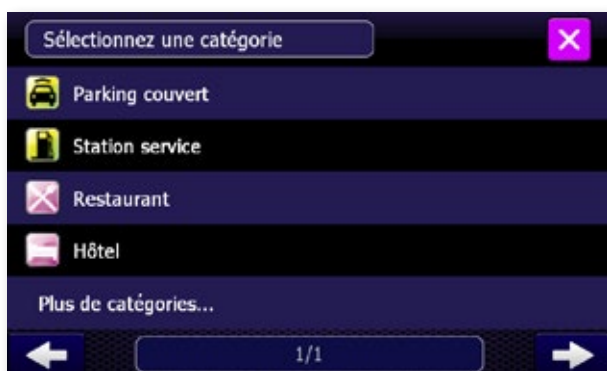 Sélectionnez une catégorie
Parking couvert
Station service
Restaurant
Hôtel
Plus de catégories...
1/1